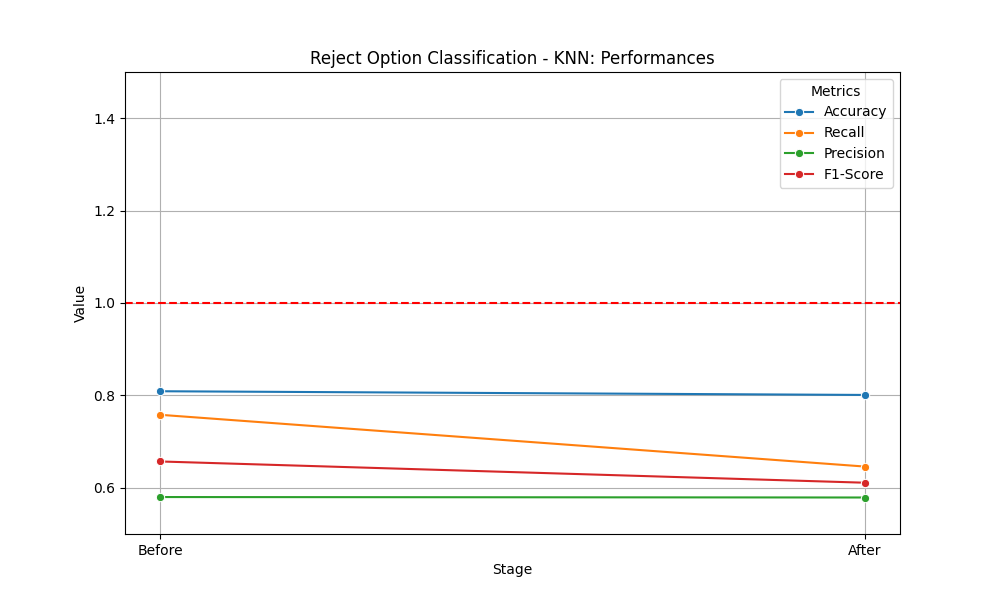 Reject Option Classification - KNN: Performances
Metrics
Accuracy
Recall
Precision
F1-Score
1.4
1.2
1.0
0.8
0.6
Value
Before
After
Stage